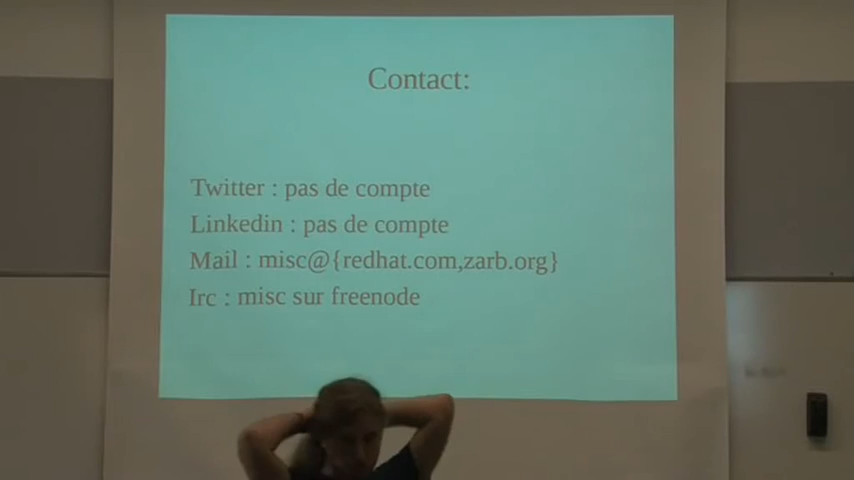 Contact:
Twitter : pas de compte
Linkedin : pas de compte
Mail : misc@{redhat.com,zarb.org}
Irc : misc sur freenode